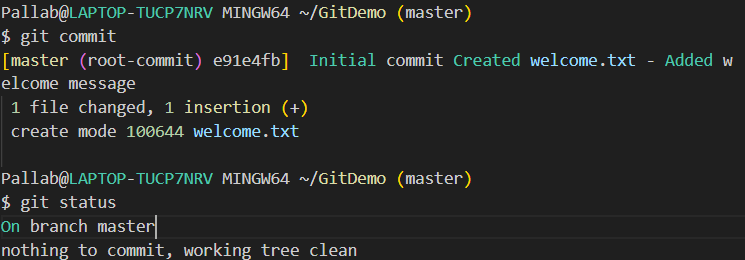 Pallab@LAPTOP-TUCP7NRV MINGW64 ~/GitDemo (master)
$ git commit
[master (root-commit) e91e4fb]  Initial commit Created welcome.txt - Added w
elcome message
 1 file changed, 1 insertion (+)
 create mode 100644 welcome.txt
Pallab@LAPTOP-TUCP7NRV MINGW64 ~/GitDemo (master)
$ git status
On branch master
nothing to commit, working tree clean